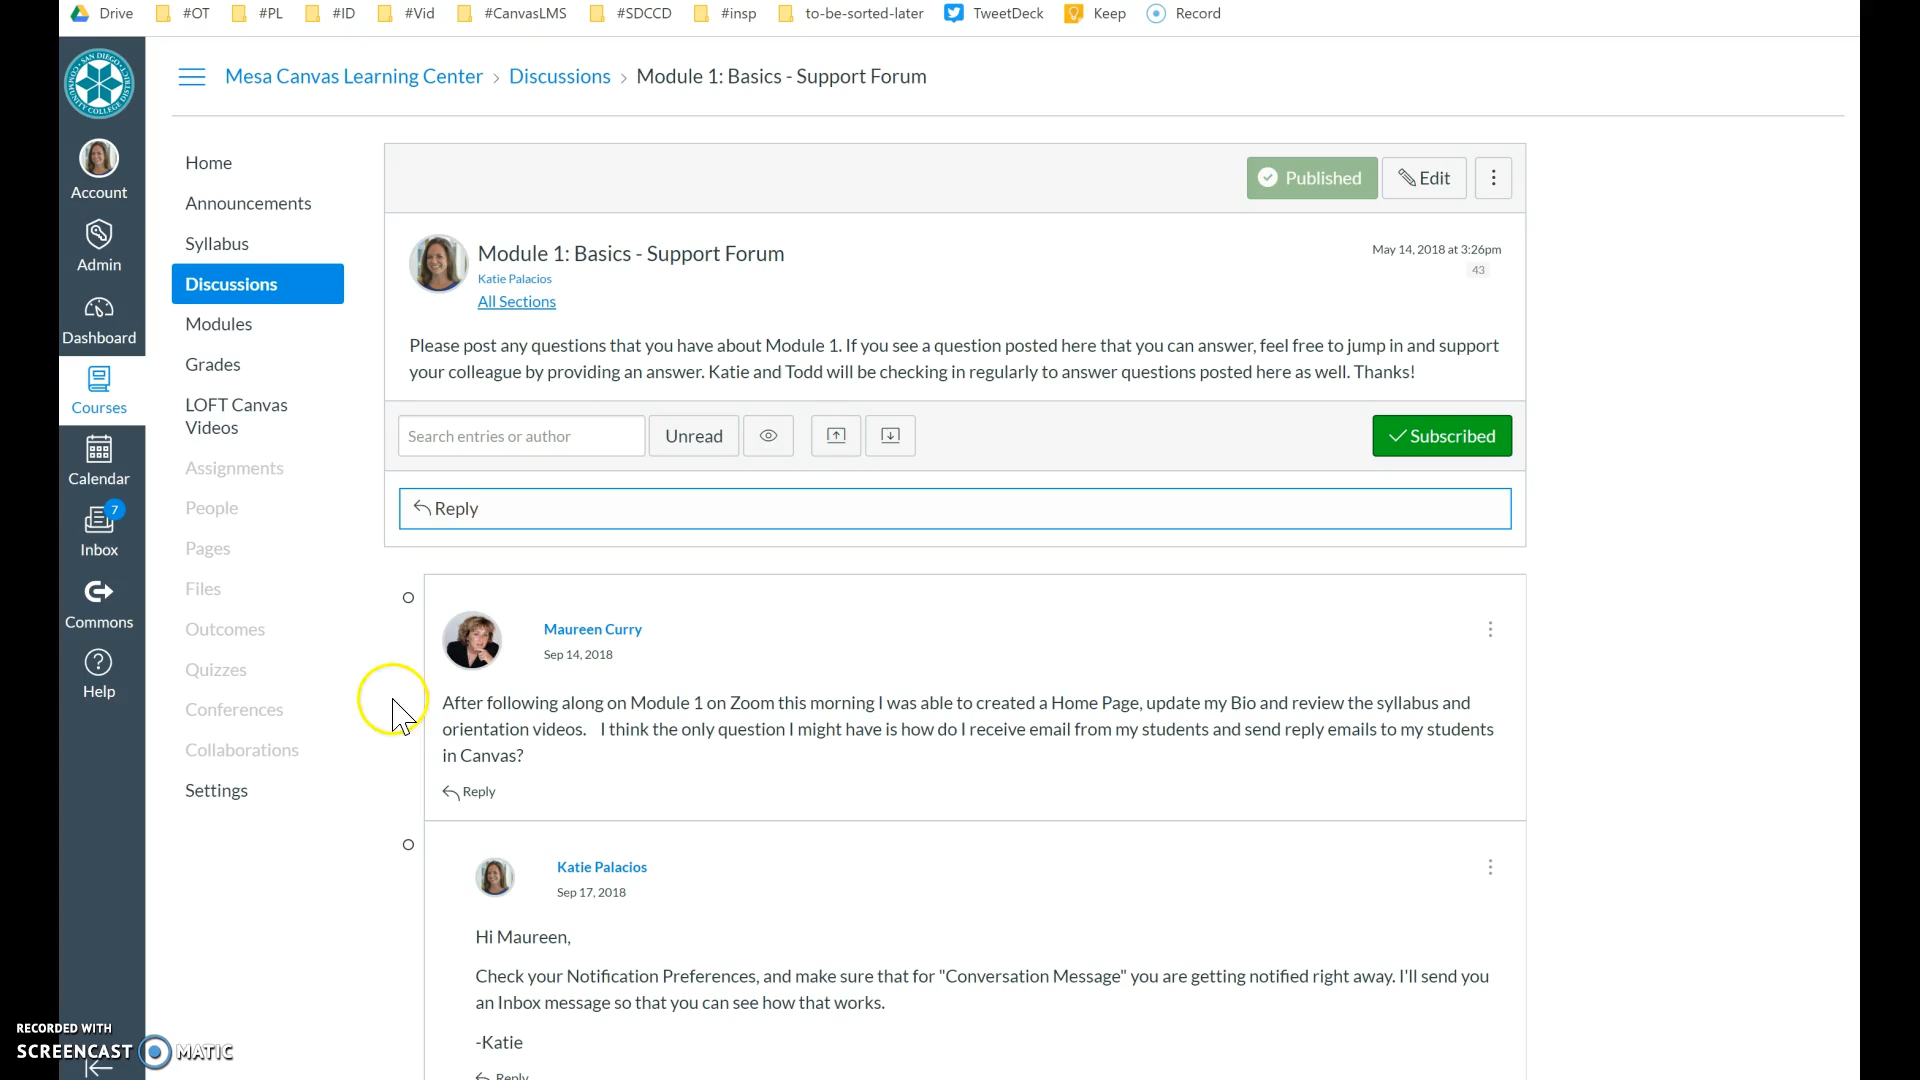 Drive #OT #PL #ID #Vid #CanvasLMS #SDCCD #insp to-be-sorted-later TweetDeck Keep Record
SAN DIEGO COMMUNITY COLLEGE DISTRICT
Mesa Canvas Learning Center › Discussions › Module 1: Basics - Support Forum
Account
Admin
Dashboard
Courses
Calendar
7
Inbox
Commons
Help
Home
Announcements
Syllabus
Discussions
Modules
Grades
LOFT Canvas
Videos
Assignments
People
Pages
Files
Outcomes
Quizzes
Conferences
Collaborations
Settings
Published Edit
Module 1: Basics - Support Forum
May 14, 2018 at 3:26pm
Katie Palacios
43
All Sections
Please post any questions that you have about Module 1. If you see a question posted here that you can answer, feel free to jump in and support
your colleague by providing an answer. Katie and Todd will be checking in regularly to answer questions posted here as well. Thanks!
Search entries or author Unread Subscribed
Reply
Maureen Curry
Sep 14, 2018
After following along on Module 1 on Zoom this morning I was able to created a Home Page, update my Bio and review the syllabus and
orientation videos. I think the only question I might have is how do I receive email from my students and send reply emails to my students
in Canvas?
Reply
Katie Palacios
Sep 17, 2018
Hi Maureen,
Check your Notification Preferences, and make sure that for "Conversation Message" you are getting notified right away. I'll send you
an Inbox message so that you can see how that works.
-Katie
Reply
RECORDED WITH
SCREENCAST MATIC